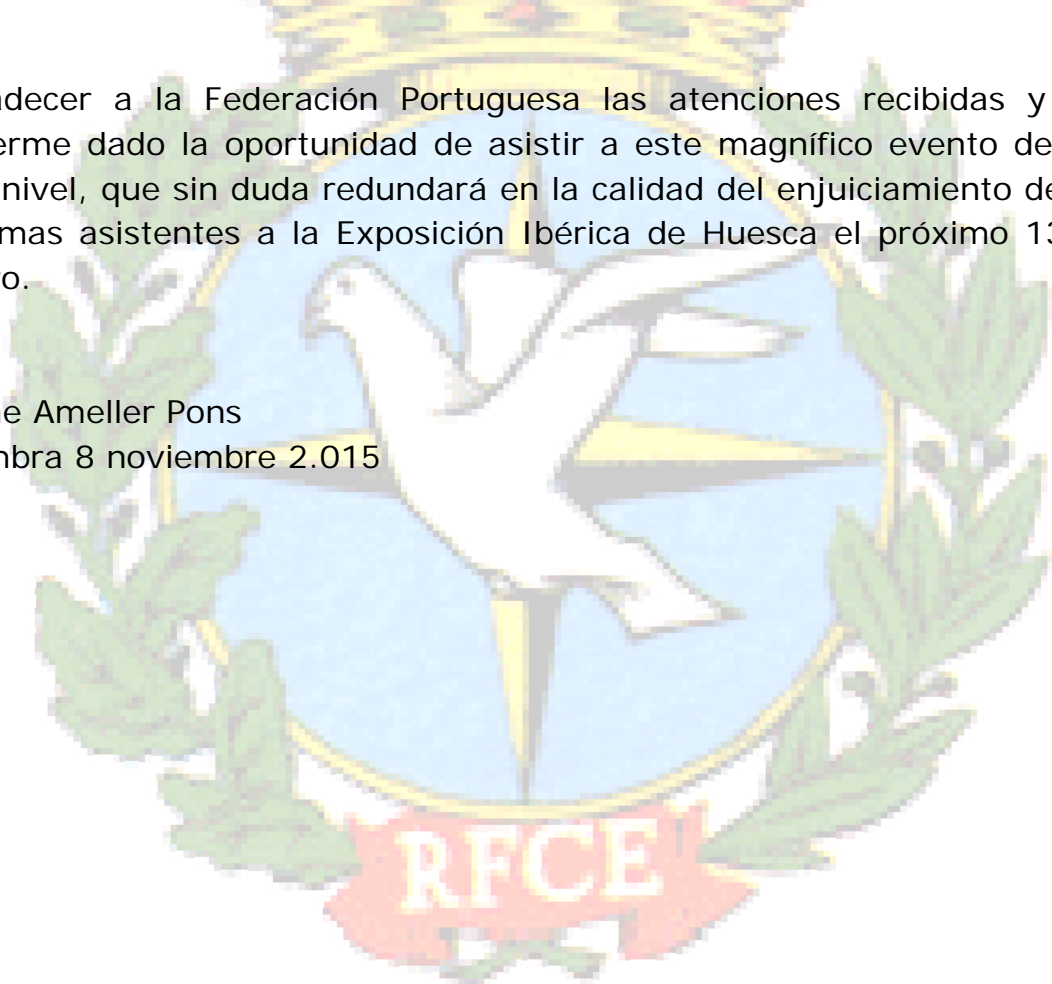 adecer a la Federación Portuguesa las atenciones recibidas y
erme dado la oportunidad de asistir a este magnífico evento de
nivel, que sin duda redundará en la calidad del enjuiciamiento de
mas asistentes a la Exposición Ibérica de Huesca el próximo 13
o.
e Ameller Pons
mbra 8 noviembre 2.015
RFCE